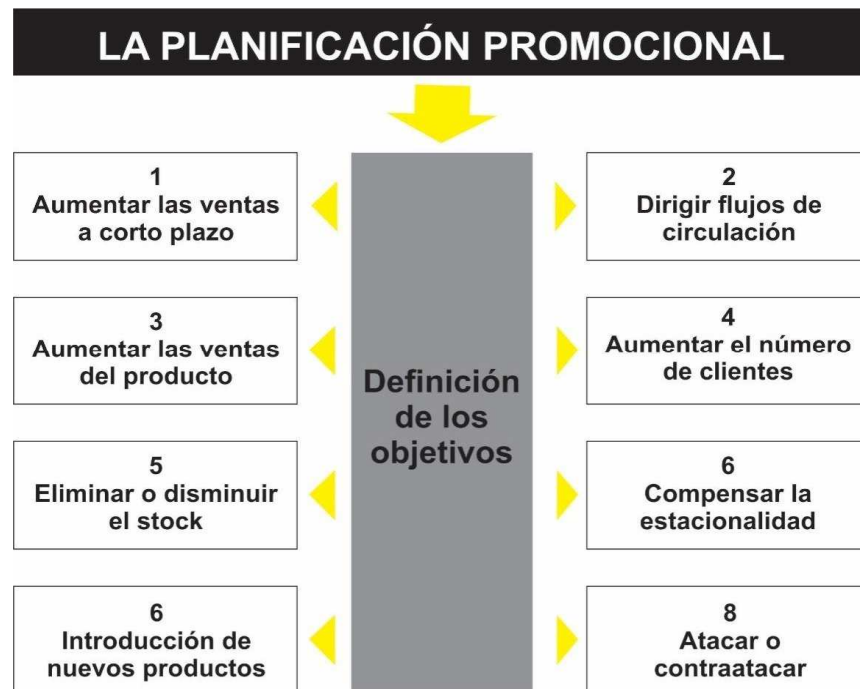 LA PLANIFICACIÓN PROMOCIONAL
1
Aumentar las ventas
a corto plazo
2
Dirigir flujos de
circulación
3
Aumentar las ventas
del producto
4
Aumentar el número
de clientes
Definición
de los
objetivos
5
Eliminar o disminuir
el stock
6
Compensar la
estacionalidad
6
Introducción de
nuevos productos
8
Atacar o
contraatacar